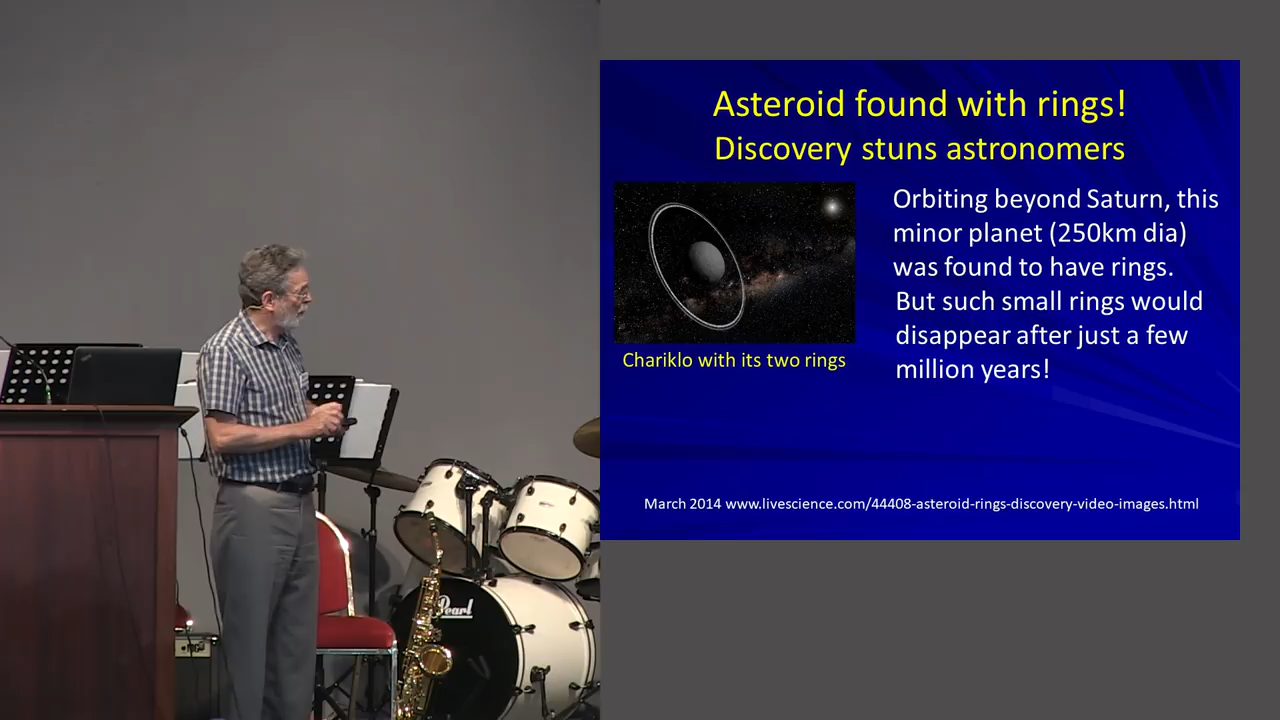 Asteroid found with rings!
Discovery stuns astronomers
Orbiting beyond Saturn, this
minor planet (250km dia)
was found to have rings.
But such small rings would
disappear after just a few
million years!
Chariklo with its two rings
March 2014 www.livescience.com/44408-asteroid-rings-discovery-video-images.html
Pearl